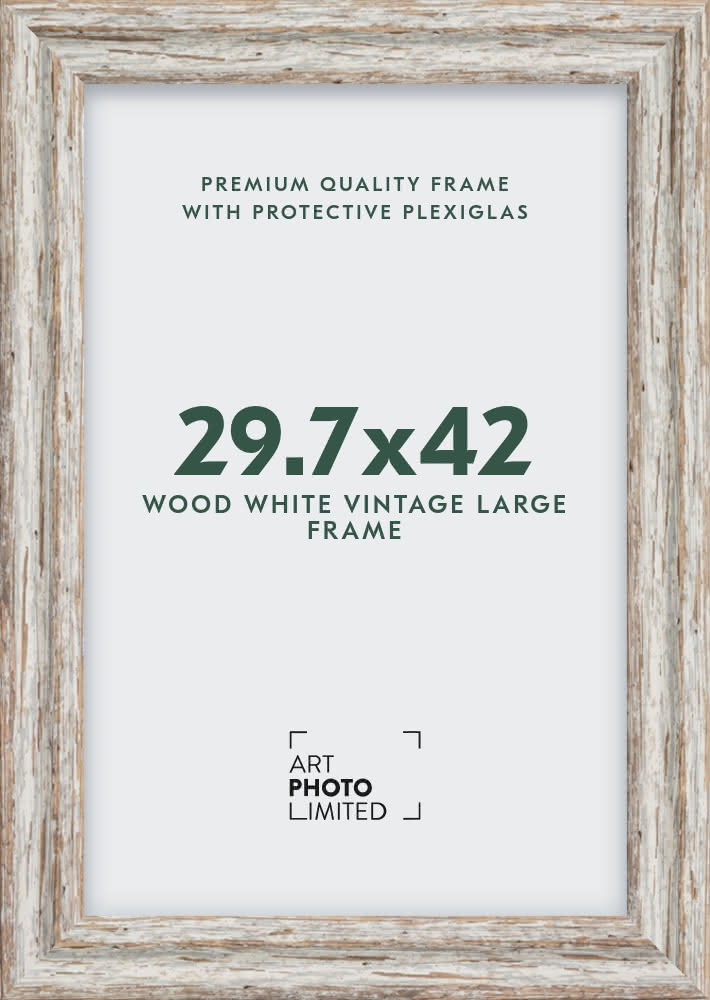 PREMIUM QUALITY FRAME
WITH PROTECTIVE PLEXIGLAS
29.7x42
WOOD WHITE VINTAGE LARGE
FRAME
ART
PHOTO
LIMITED